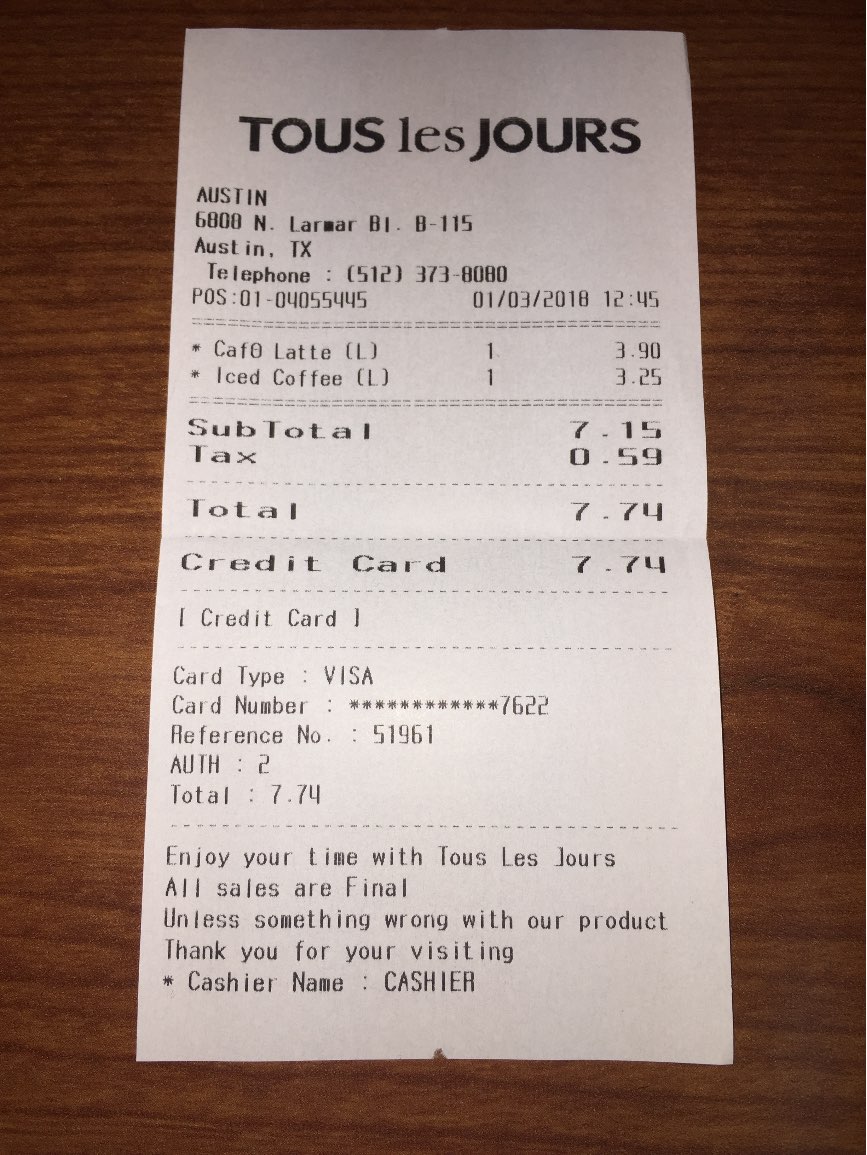 TOUS les JOURS
AUSTIN
6808 N. Larmar Bl. B-115
Austin, TX
Telephone : (512) 373-8080
POS:01-04055445 01/03/2018 12:45
* Caf0 Latte (L) 1 3.90
* Iced Coffee (L) 1 3.25
SubTotal 7.15
Tax 0.59
Total 7.74
Credit Card 7.74
[ Credit Card ]
Card Type : VISA
Card Number : ************7622
Reference No. : 51961
AUTH : 2
Total : 7.74
Enjoy your time with Tous Les Jours
All sales are Final
Unless something wrong with our product
Thank you for your visiting
* Cashier Name : CASHIER